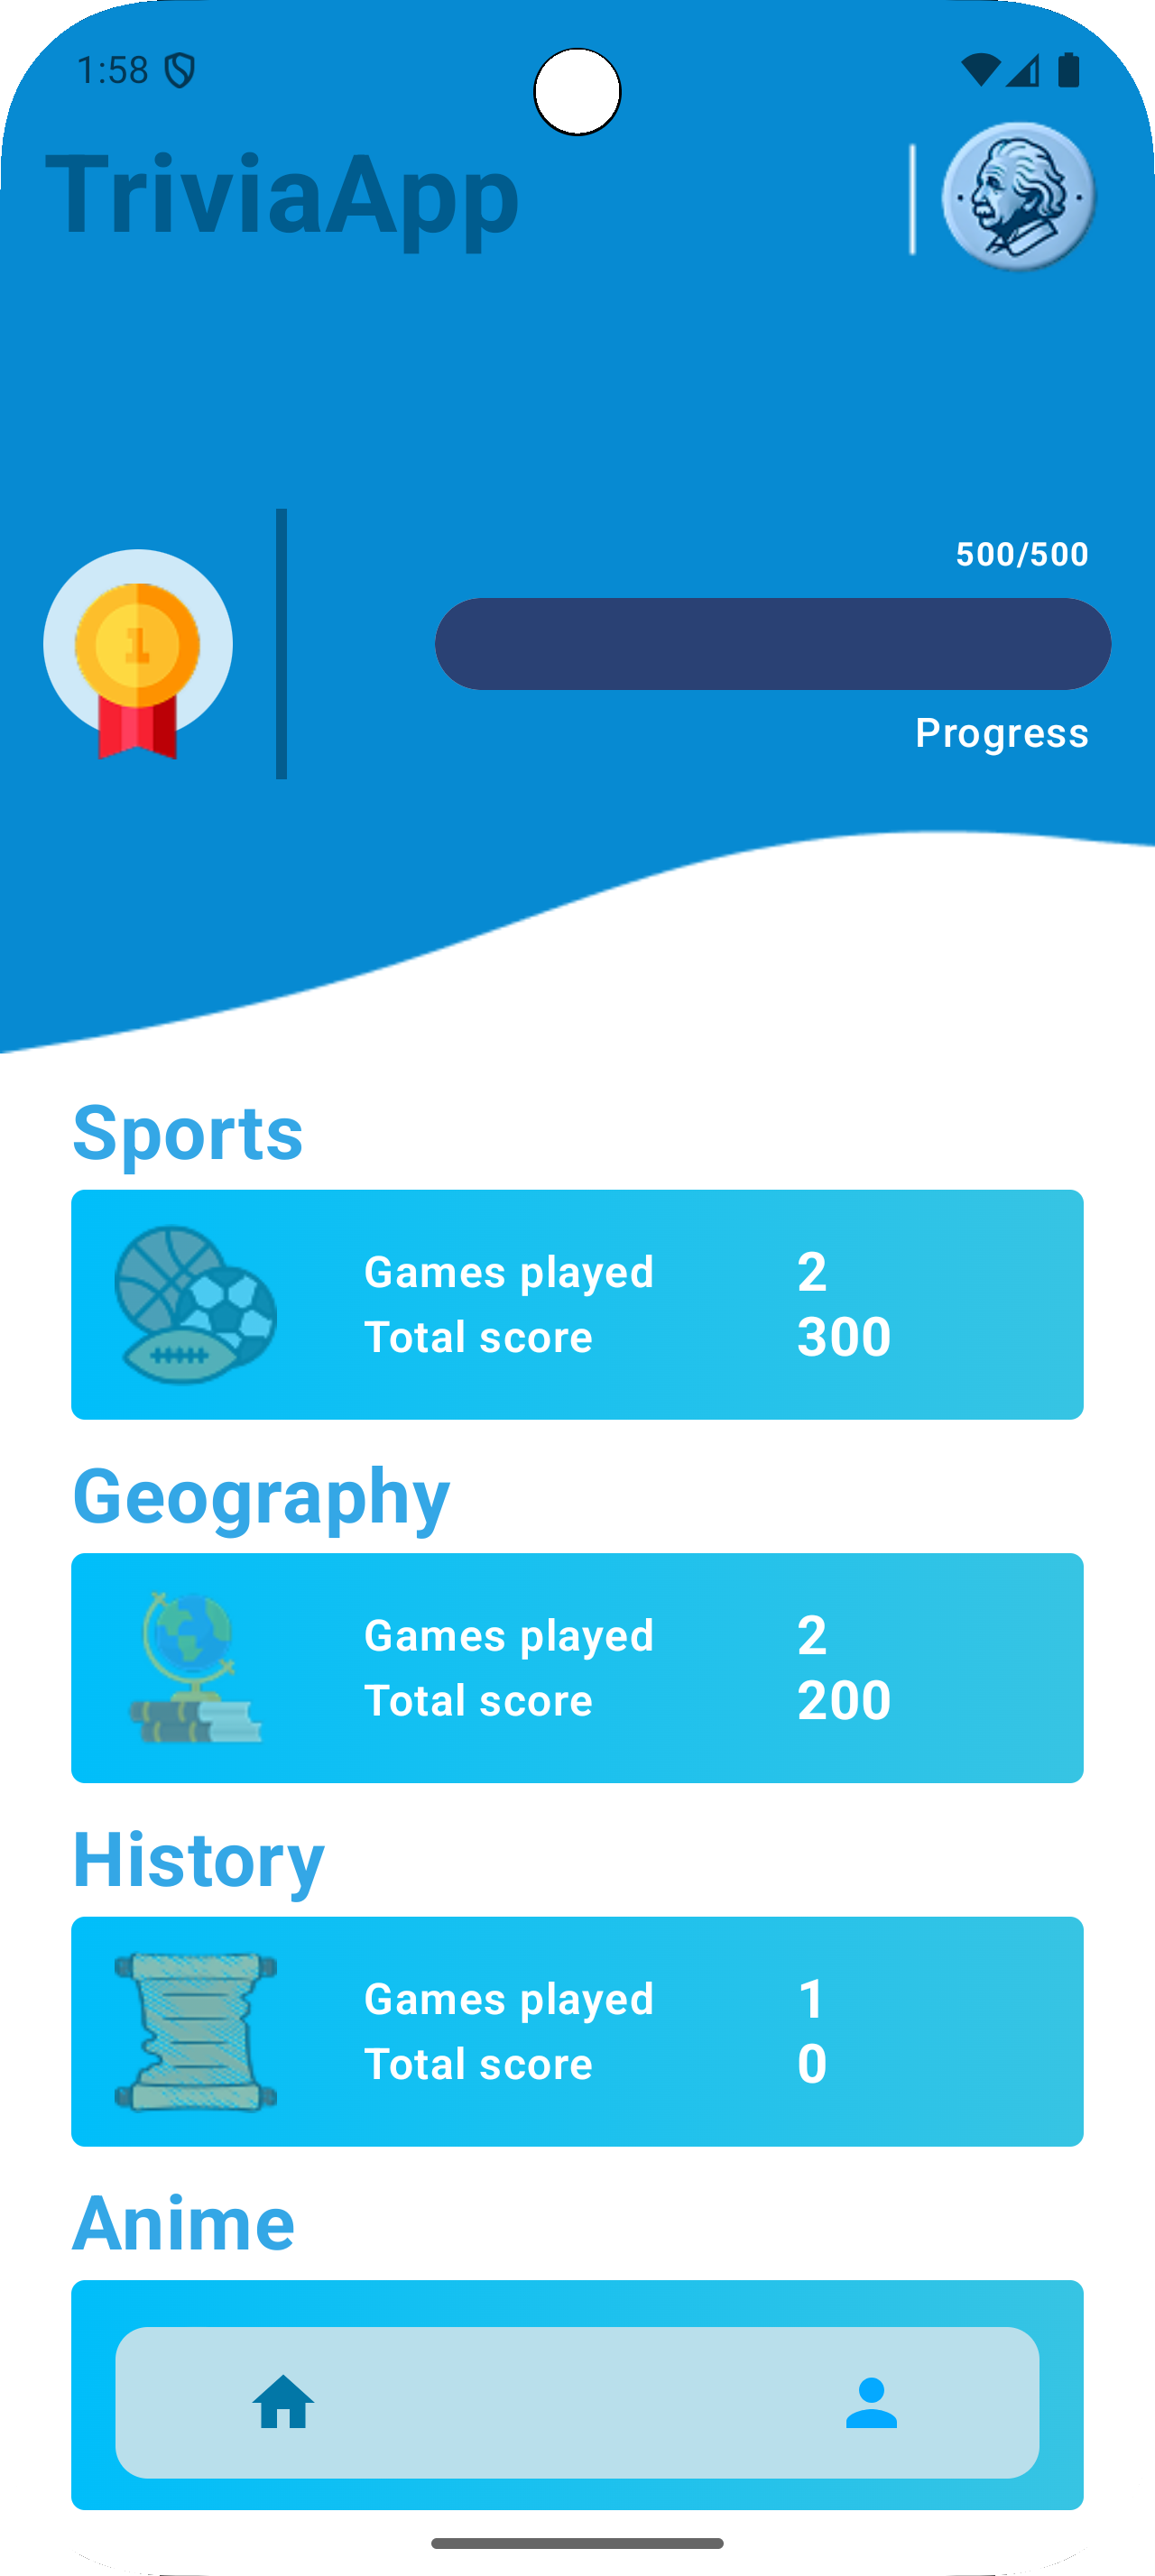 1:58
TriviaApp
500/500
1
Progress
Sports
Games played 2
Total score 300
Geography
Games played 2
Total score 200
History
Games played 1
Total score 0
Anime